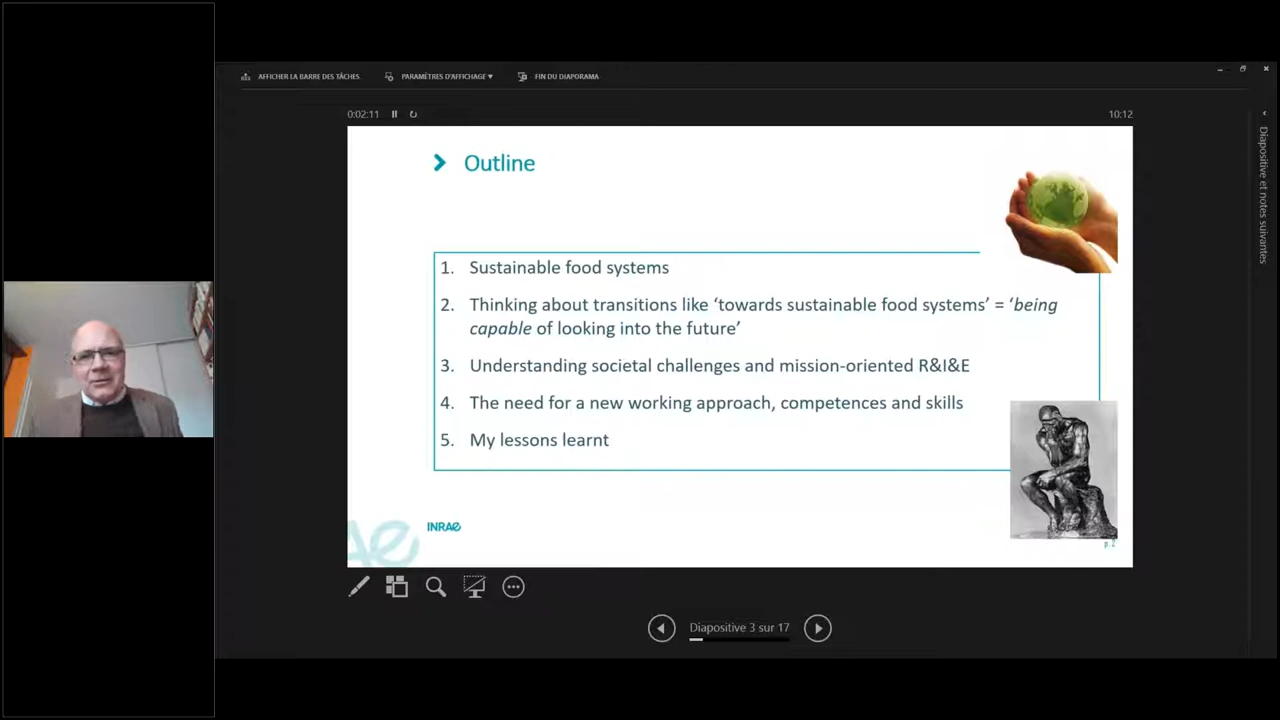 AFFICHER LA BARRE DES TÂCHES
PARAMÈTRES D'AFFICHAGE ▼
FIN DU DIAPORAMA
0:02:11
10:12
Outline
1. Sustainable food systems
2. Thinking about transitions like ‘towards sustainable food systems’ = ‘being
capable of looking into the future’
3. Understanding societal challenges and mission-oriented R&I&E
4. The need for a new working approach, competences and skills
5. My lessons learnt
INRAE
p. 2
Diapositive 3 sur 17
Diapositive et notes suivantes